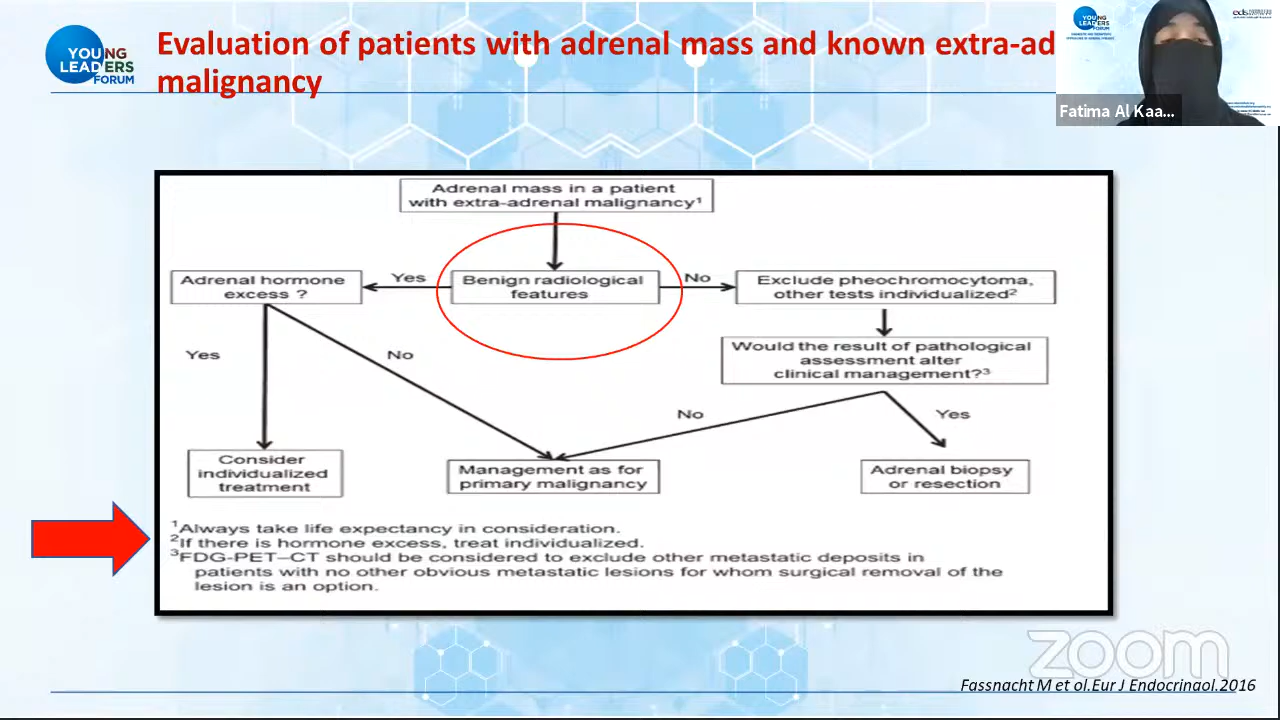 Evaluation of patients with adrenal mass and known extra-ad
malignancy
YOUNG
LEADERS
FORUM
YOUNG
LEADERS
FORUM
Fatima Al Kaa...
Adrenal mass in a patient
with extra-adrenal malignancy¹
Adrenal hormone
excess ?
Yes
Benign radiological
features
No
Exclude pheochromocytoma,
other tests individualized²
Would the result of pathological
assessment alter
clinical management?³
Yes
No
No
Yes
Consider
individualized
treatment
Management as for
primary malignancy
Adrenal biopsy
or resection
¹Always take life expectancy in consideration.
²If there is hormone excess, treat individualized.
³FDG-PET–CT should be considered to exclude other metastatic deposits in
patients with no other obvious metastatic lesions for whom surgical removal of the
lesion is an option.
zoom
Fassnacht M et ol.Eur J Endocrinaol.2016